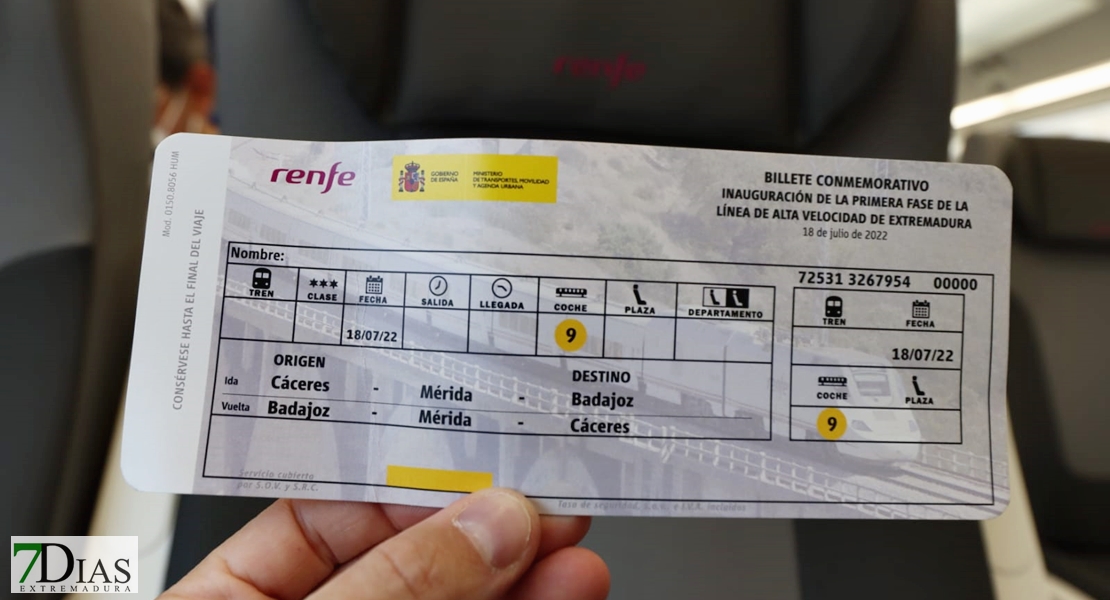 renfe
renfe
GOBIERNO DE ESPAÑA
MINISTERIO DE TRANSPORTES, MOVILIDAD Y AGENDA URBANA
BILLETE CONMEMORATIVO
INAUGURACIÓN DE LA PRIMERA FASE DE LA
LÍNEA DE ALTA VELOCIDAD DE EXTREMADURA
18 de julio de 2022
Mod. 0150.8056 HUM
CONSÉRVESE HASTA EL FINAL DEL VIAJE
Nombre:
72531 3267954 00000
TREN CLASE FECHA SALIDA LLEGADA COCHE PLAZA DEPARTAMENTO
18/07/22 9
TREN FECHA
18/07/22
COCHE PLAZA
9
ORIGEN DESTINO
Ida Cáceres - Mérida - Badajoz
Vuelta Badajoz - Mérida - Cáceres
Servicio cubierto
por S.O.V. y S.R.C.
Tasa de seguridad, s.o.v. e I.V.A. incluidos
7DIAS
EXTREMADURA